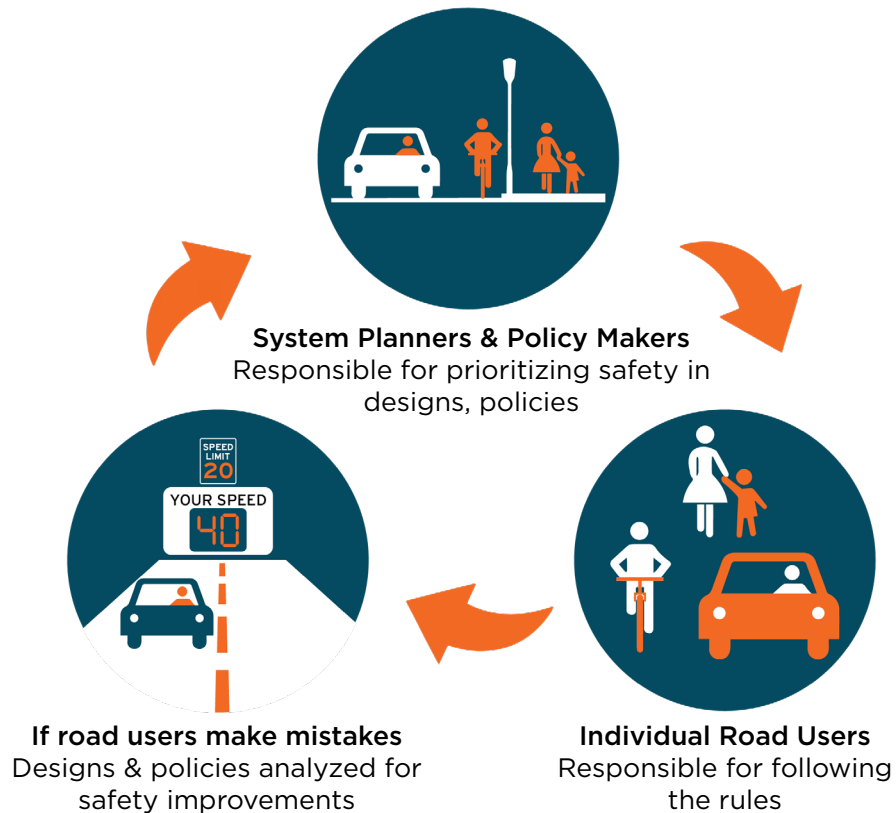 System Planners & Policy Makers
Responsible for prioritizing safety in
designs, policies
SPEED
LIMIT
20
YOUR SPEED
40
If road users make mistakes
Designs & policies analyzed for
safety improvements
Individual Road Users
Responsible for following
the rules